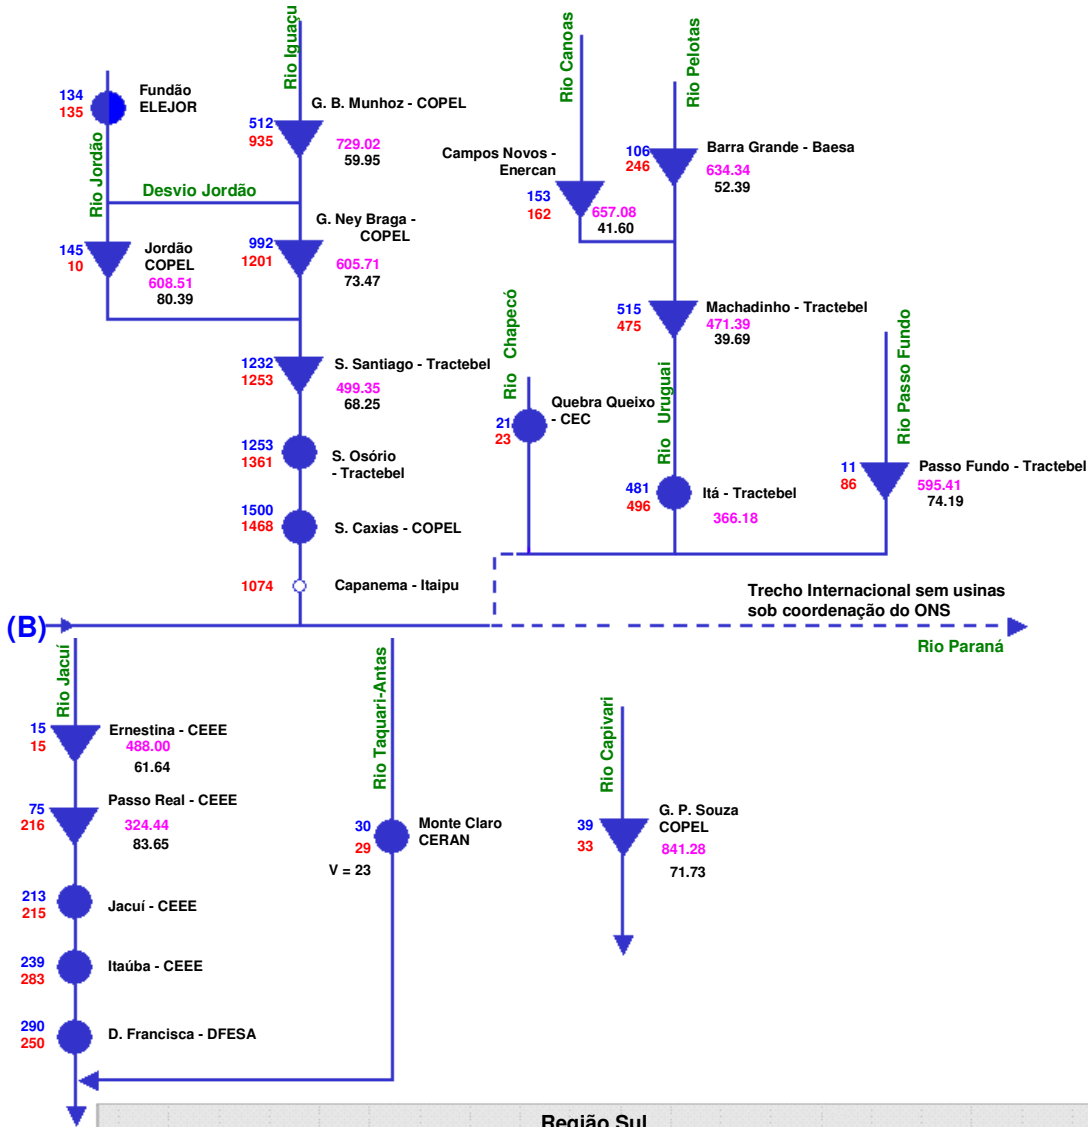 Rio Iguaçu
Rio Canoas
Rio Pelotas
134
135
Fundão
ELEJOR
Rio Jordão
G. B. Munhoz - COPEL
512
935
729.02
59.95
Desvio Jordão
Campos Novos -
Enercan
153
162
657.08
41.60
Barra Grande - Baesa
106
246
634.34
52.39
145
10
Jordão
COPEL
608.51
80.39
G. Ney Braga -
COPEL
992
1201
605.71
73.47
515
475
Machadinho - Tractebel
471.39
39.69
Rio Chapecó
Rio Uruguai
Rio Passo Fundo
1232
1253
S. Santiago - Tractebel
499.35
68.25
21
23
Quebra Queixo
- CEC
1253
1361
S. Osório
- Tractebel
481
496
Itá - Tractebel
366.18
11
86
Passo Fundo - Tractebel
595.41
74.19
1500
1468
S. Caxias - COPEL
1074
Capanema - Itaipu
Trecho Internacional sem usinas
sob coordenação do ONS
(B)
Rio Paraná
Rio Jacuí
Rio Taquari-Antas
Rio Capivari
15
15
Ernestina - CEEE
488.00
61.64
75
216
Passo Real - CEEE
324.44
83.65
30
29
V = 23
Monte Claro
CERAN
39
33
G. P. Souza
COPEL
841.28
71.73
213
215
Jacuí - CEEE
239
283
Itaúba - CEEE
290
250
D. Francisca - DFESA
Região Sul